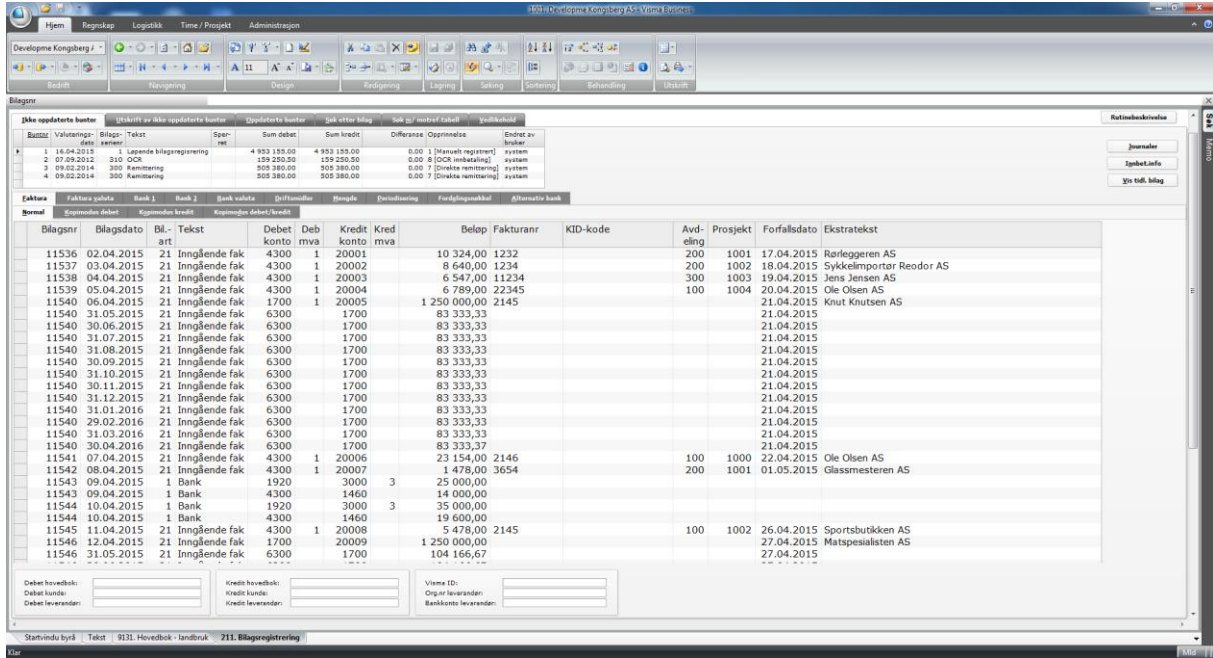 1001: Developme Kongsberg AS - Visma Business
Hjem Regnskap Logistikk Time / Prosjekt Administrasjon
Developme Kongsberg A
A 11
Bedrift Navigering Design Redigering Lagring Søking Sortering Behandling Utskrift
Bilagsnr
Søk
Memo
Ikke oppdaterte bunter Utskrift av ikke oppdaterte bunter Oppdaterte bunter Søk etter bilag Søk m/ motref.tabell Vedlikehold
Rutinebeskrivelse
Journaler
Innbet.info
Vis tidl. bilag
Buntnr Valuterings- Bilags- Tekst Sper- Sum debet Sum kredit Differanse Opprinnelse Endret av
dato serienr ret bruker
1 16.04.2015 1 Løpende bilagsregisrering 4 953 155.00 4 953 155.00 0.00 1 [Manuelt registrert] system
2 07.09.2012 310 OCR 159 250.50 159 250.50 0.00 8 [OCR innbetaling] system
3 09.02.2014 300 Remittering 505 380.00 505 380.00 0.00 7 [Direkte remittering] system
4 09.02.2014 300 Remittering 505 380.00 505 380.00 0.00 7 [Direkte remittering] system
Faktura Faktura valuta Bank 1 Bank 2 Bank valuta Driftsmidler Mengde Periodisering Fordelingsnøkkel Alternativ bank
Normal Kopimodus debet Kopimodus kredit Kopimodus debet/kredit
Bilagsnr Bilagsdato Bil.- Tekst Debet Deb Kredit Kred Beløp Fakturanr KID-kode Avd- Prosjekt Forfallsdato Ekstratekst
art konto mva konto mva eling
11536 02.04.2015 21 Inngående fak 4300 1 20001 10 324,00 1232 200 1001 17.04.2015 Rørleggeren AS
11537 03.04.2015 21 Inngående fak 4300 1 20002 8 640,00 1234 200 1002 18.04.2015 Sykkelimportør Reodor AS
11538 04.04.2015 21 Inngående fak 4300 1 20003 6 547,00 11234 300 1003 19.04.2015 Jens Jensen AS
11539 05.04.2015 21 Inngående fak 4300 1 20004 6 789,00 22345 100 1004 20.04.2015 Ole Olsen AS
11540 06.04.2015 21 Inngående fak 1700 1 20005 1 250 000,00 2145 21.04.2015 Knut Knutsen AS
11540 31.05.2015 21 Inngående fak 6300 1700 83 333,33 21.04.2015
11540 30.06.2015 21 Inngående fak 6300 1700 83 333,33 21.04.2015
11540 31.07.2015 21 Inngående fak 6300 1700 83 333,33 21.04.2015
11540 31.08.2015 21 Inngående fak 6300 1700 83 333,33 21.04.2015
11540 30.09.2015 21 Inngående fak 6300 1700 83 333,33 21.04.2015
11540 31.10.2015 21 Inngående fak 6300 1700 83 333,33 21.04.2015
11540 30.11.2015 21 Inngående fak 6300 1700 83 333,33 21.04.2015
11540 31.12.2015 21 Inngående fak 6300 1700 83 333,33 21.04.2015
11540 31.01.2016 21 Inngående fak 6300 1700 83 333,33 21.04.2015
11540 29.02.2016 21 Inngående fak 6300 1700 83 333,33 21.04.2015
11540 31.03.2016 21 Inngående fak 6300 1700 83 333,33 21.04.2015
11540 30.04.2016 21 Inngående fak 6300 1700 83 333,37 21.04.2015
11541 07.04.2015 21 Inngående fak 4300 1 20006 23 154,00 2146 100 1000 22.04.2015 Ole Olsen AS
11542 08.04.2015 21 Inngående fak 4300 1 20007 1 478,00 3654 200 1001 01.05.2015 Glassmesteren AS
11543 09.04.2015 1 Bank 1920 3000 3 25 000,00
11543 09.04.2015 1 Bank 4300 1460 14 000,00
11544 10.04.2015 1 Bank 1920 3000 3 35 000,00
11544 10.04.2015 1 Bank 4300 1460 19 600,00
11545 11.04.2015 21 Inngående fak 4300 1 20008 5 478,00 2145 100 1002 26.04.2015 Sportsbutikken AS
11546 12.04.2015 21 Inngående fak 1700 20009 1 250 000,00 27.04.2015 Matspesialisten AS
11546 31.05.2015 21 Inngående fak 6300 1700 104 166,67 27.04.2015
Debet hovedbok: Kredit hovedbok: Visma ID:
Debet kunde: Kredit kunde: Org.nr leverandør:
Debet leverandør: Kredit leverandør: Bankkonto levarandør:
Startvindu byrå Tekst 9131. Hovedbok - landbruk 211. Bilagsregistrering
Klar Mld